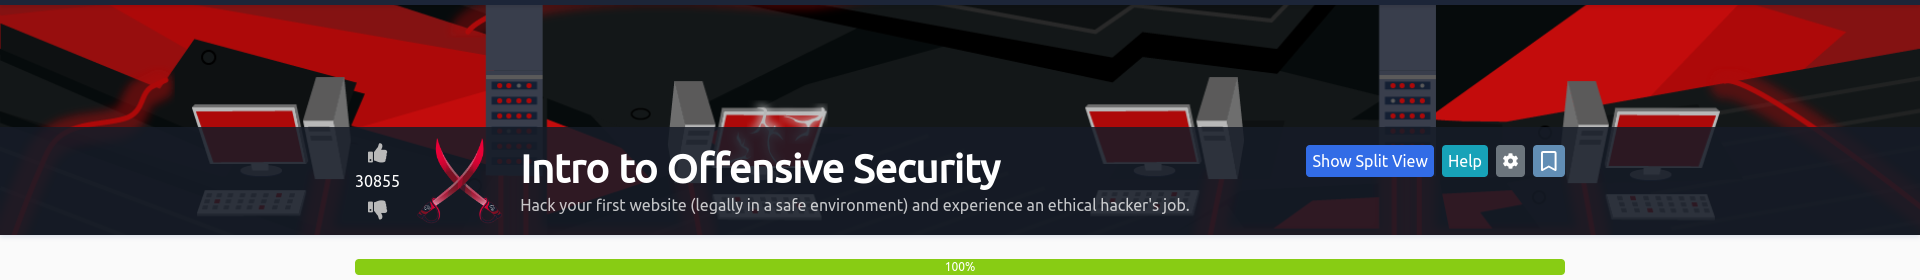 30855
Intro to Offensive Security
Hack your first website (legally in a safe environment) and experience an ethical hacker's job.
Show Split View
Help
100%